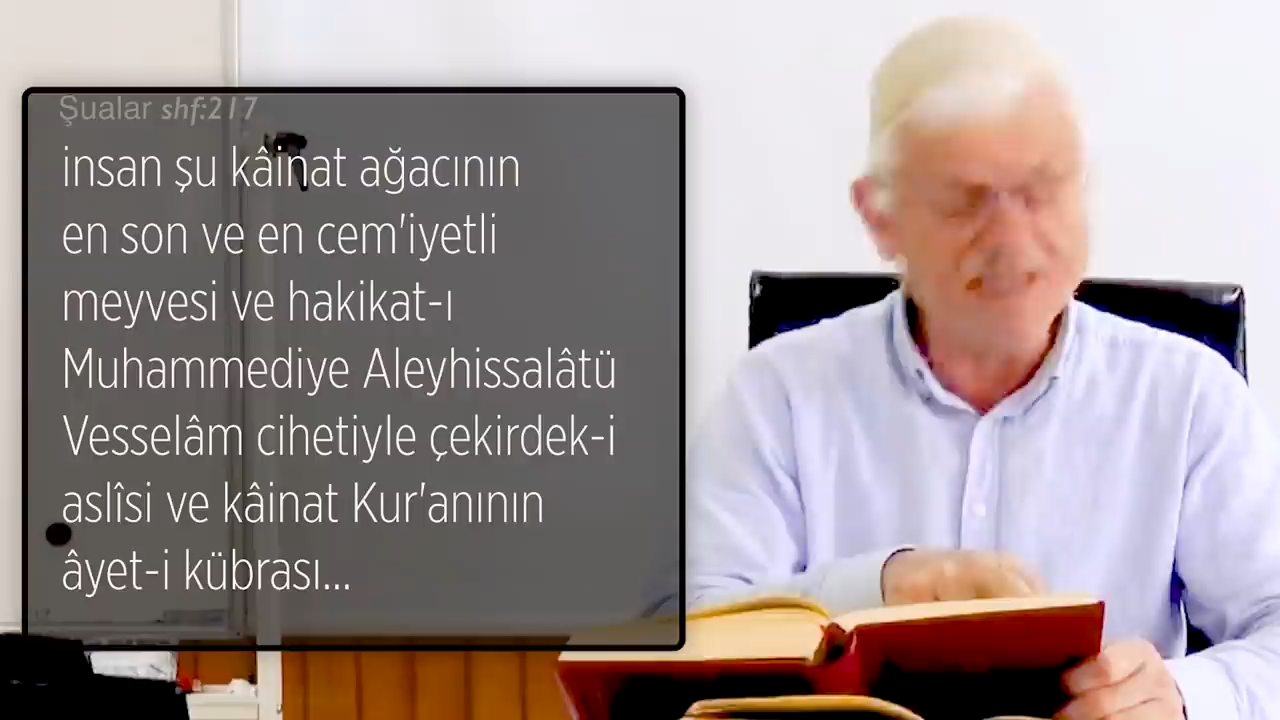 Şualar shf:217
insan şu kâinat ağacının
en son ve en cem'iyetli
meyvesi ve hakikat-ı
Muhammediye Aleyhissalâtü
Vesselâm cihetiyle çekirdek-i
aslîsi ve kâinat Kur'anının
âyet-i kübrası...